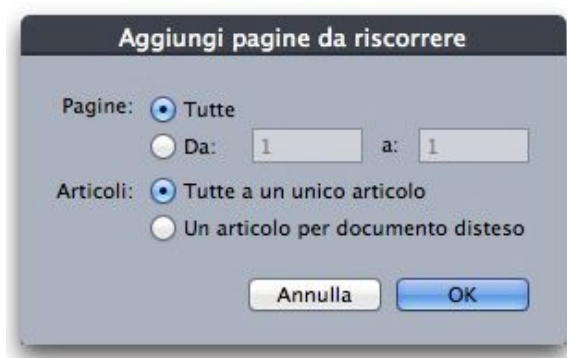 Aggiungi pagine da riscorrere
Pagine: Tutte
Da: 1 a: 1
Articoli: Tutte a un unico articolo
Un articolo per documento disteso
Annulla OK